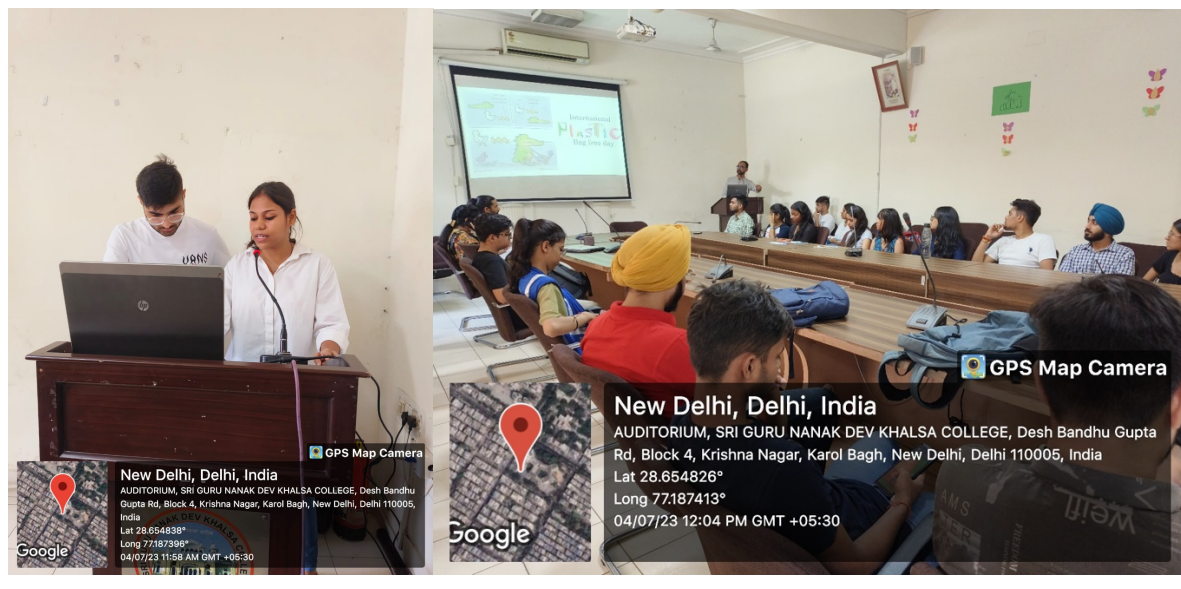 VANS
hp
GPS Map Camera
New Delhi, Delhi, India
AUDITORIUM, SRI GURU NANAK DEV KHALSA COLLEGE, Desh Bandhu
Gupta Rd, Block 4, Krishna Nagar, Karol Bagh, New Delhi, Delhi 110005,
India
Lat 28.654838°
Long 77.187396°
04/07/23 11:58 AM GMT +05:30
Google
NANAK DEV KHALSA
International
Plastic
Bag Free Day
GPS Map Camera
New Delhi, Delhi, India
AUDITORIUM, SRI GURU NANAK DEV KHALSA COLLEGE, Desh Bandhu Gupta
Rd, Block 4, Krishna Nagar, Karol Bagh, New Delhi, Delhi 110005, India
Lat 28.654826°
Long 77.187413°
04/07/23 12:04 PM GMT +05:30
Google